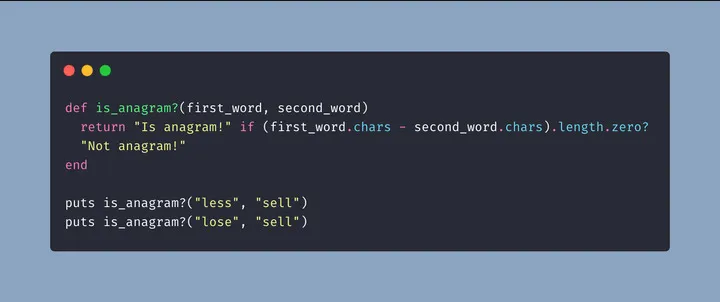 def is_anagram?(first_word, second_word)
  return "Is anagram!" if (first_word.chars - second_word.chars).length.zero?
  "Not anagram!"
end

puts is_anagram?("less", "sell")
puts is_anagram?("lose", "sell")